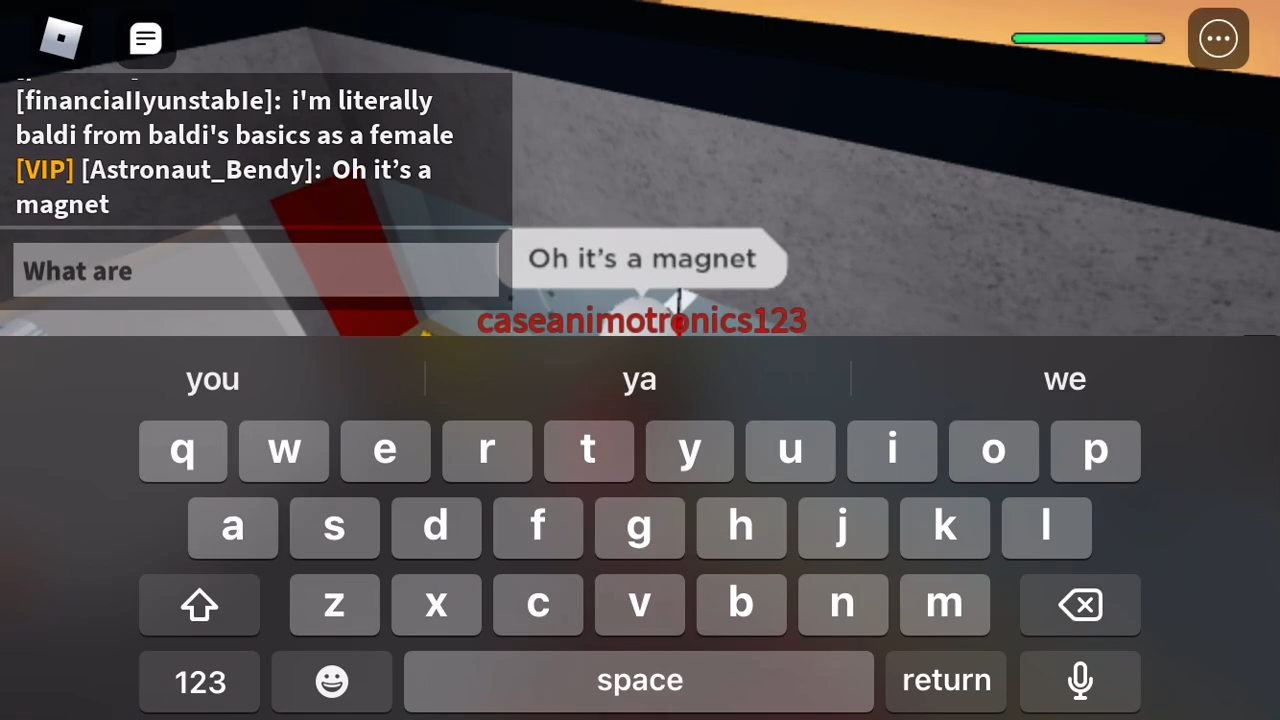 [financiaIIyunstabIe]: i'm literally
baldi from baldi's basics as a female
[VIP] [Astronaut_Bendy]: Oh it’s a
magnet
What are
Oh it’s a magnet
caseanimotronics123
you ya we
q w e r t y u i o p
a s d f g h j k l
z x c v b n m
123 space return